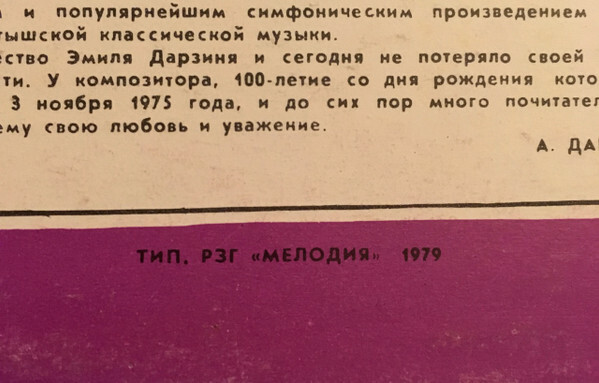 и популярнейшим симфоническим произведением
тышской классической музыки.
ество Эмиля Дарзиня и сегодня не потеряло своей
ти. У композитора, 100-летие со дня рождения кото
3 ноября 1975 года, и до сих пор много почитател
ему свою любовь и уважение.
А. ДА
ТИП. РЗГ «МЕЛОДИЯ» 1979